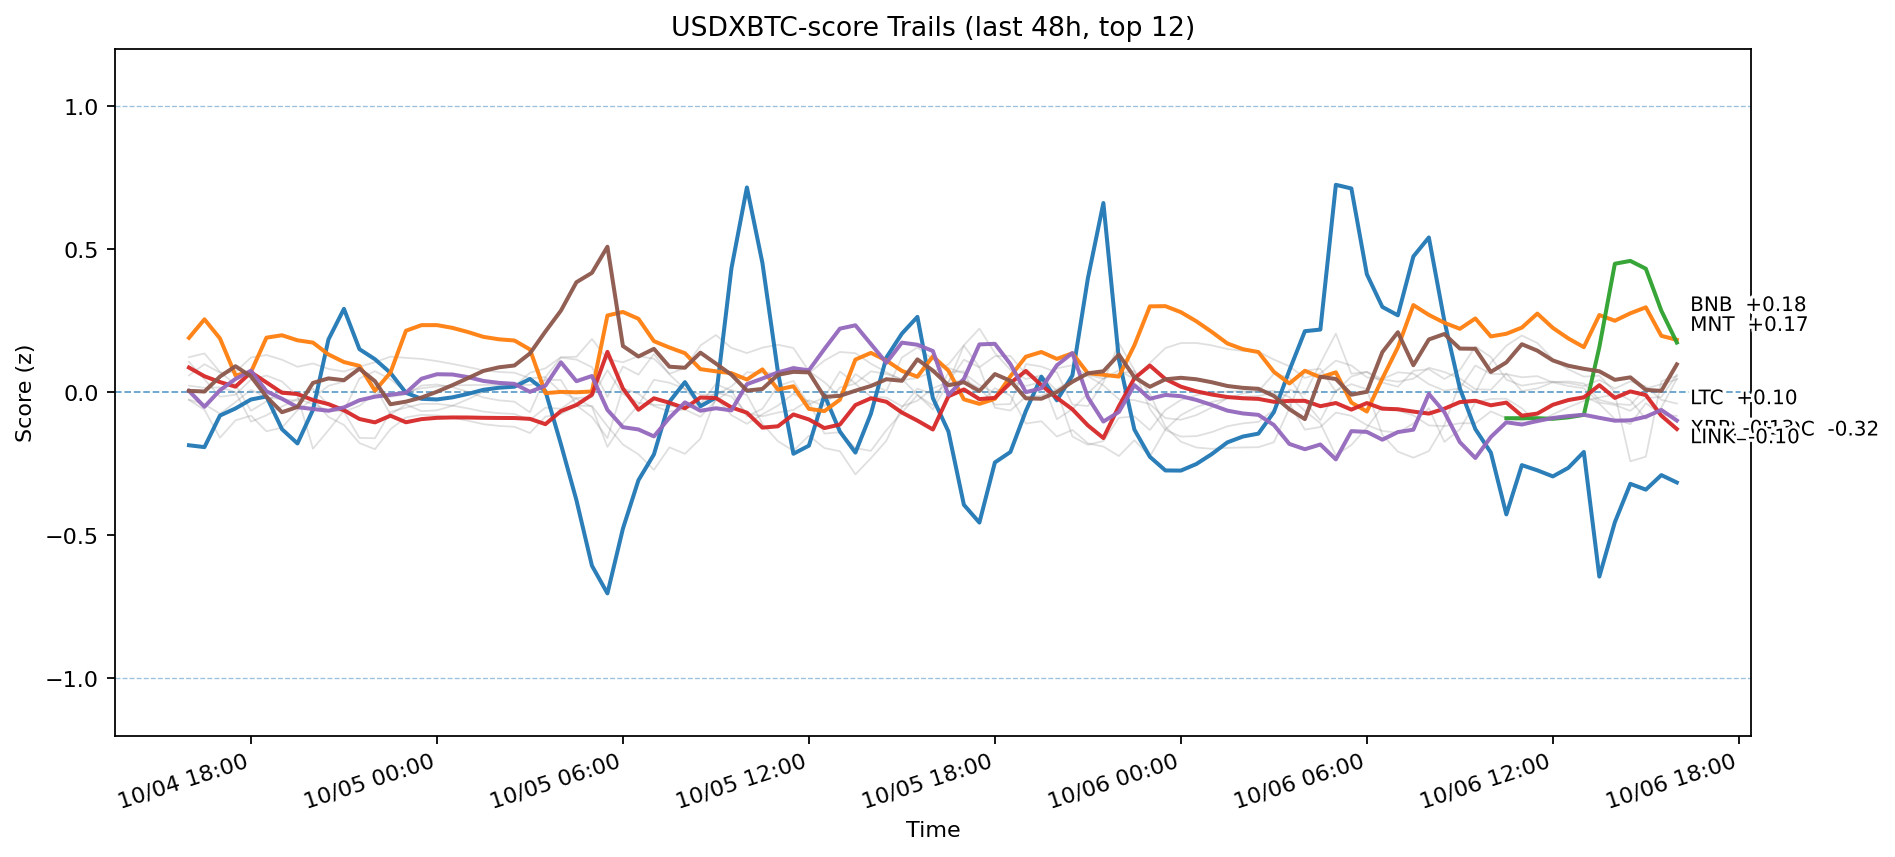 USDXBTC-score Trails (last 48h, top 12)
Score (z)
1.0
0.5
0.0
−0.5
−1.0
BNB +0.18
MNT +0.17
LTC +0.10
-0.32
LINK -0.10
10/04 18:00
10/05 00:00
10/05 06:00
10/05 12:00
10/05 18:00
10/06 00:00
10/06 06:00
10/06 12:00
10/06 18:00
Time